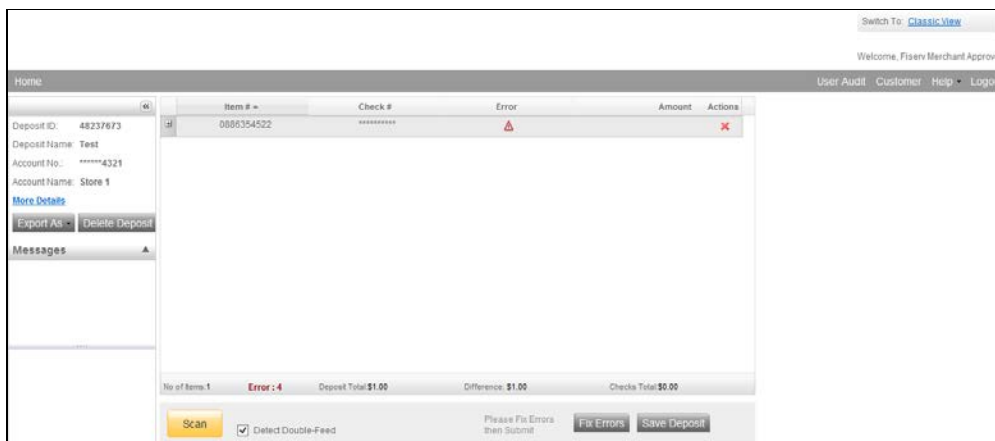 Switch To: Classic View
Welcome, Fiserv Merchant Approv
Home User Audit Customer Help Logo
Item # Check # Error Amount Actions
Deposit ID: 48237673
0886354522 **********
Deposit Name: Test
Account No.: ******4321
Account Name: Store 1
More Details
Export As Delete Deposit
Messages
No of Items:1 Error : 4 Deposit Total:$1.00 Difference: $1.00 Checks Total:$0.00
Scan Detect Double-Feed Please Fix Errors then Submit Fix Errors Save Deposit